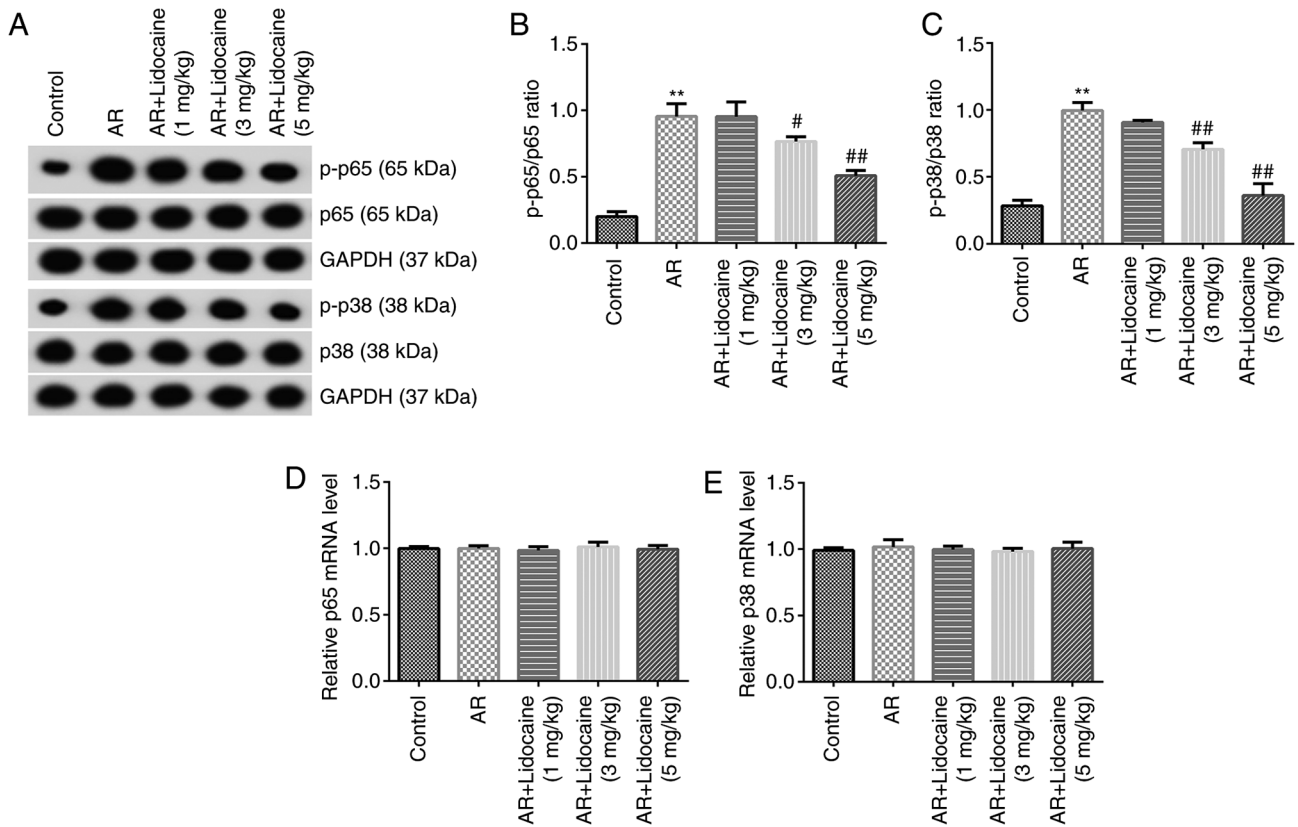 A
Control
AR
AR+Lidocaine
(1 mg/kg)
AR+Lidocaine
(3 mg/kg)
AR+Lidocaine
(5 mg/kg)
p-p65 (65 kDa)
p65 (65 kDa)
GAPDH (37 kDa)
p-p38 (38 kDa)
p38 (38 kDa)
GAPDH (37 kDa)
B
p-p65/p65 ratio
1.5
1.0
0.5
0.0
**
#
##
Control
AR
AR+Lidocaine
(1 mg/kg)
AR+Lidocaine
(3 mg/kg)
AR+Lidocaine
(5 mg/kg)
C
p-p38/p38 ratio
1.5
1.0
0.5
0.0
**
##
##
Control
AR
AR+Lidocaine
(1 mg/kg)
AR+Lidocaine
(3 mg/kg)
AR+Lidocaine
(5 mg/kg)
D
Relative p65 mRNA level
1.5
1.0
0.5
0.0
Control
AR
AR+Lidocaine
(1 mg/kg)
AR+Lidocaine
(3 mg/kg)
AR+Lidocaine
(5 mg/kg)
E
Relative p38 mRNA level
1.5
1.0
0.5
0.0
Control
AR
AR+Lidocaine
(1 mg/kg)
AR+Lidocaine
(3 mg/kg)
AR+Lidocaine
(5 mg/kg)